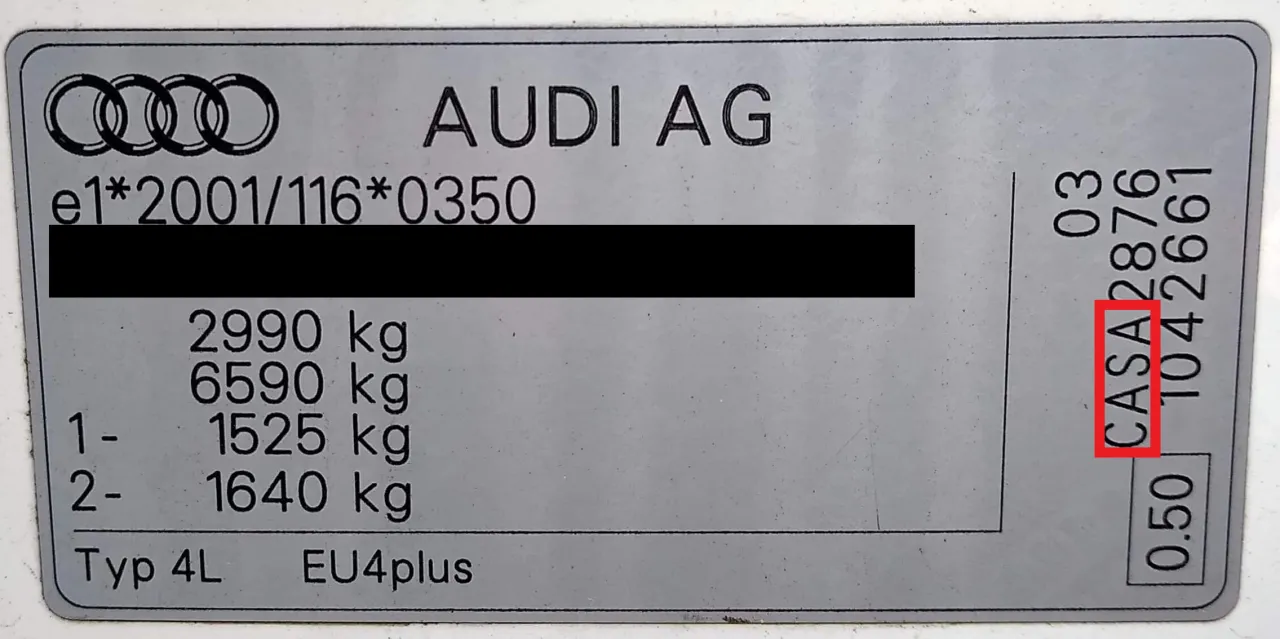 AUDI AG
e1*2001/116*0350
2990 kg
6590 kg
1- 1525 kg
2- 1640 kg
Typ 4L EU4plus
03
CASA2876
1042661
0.50